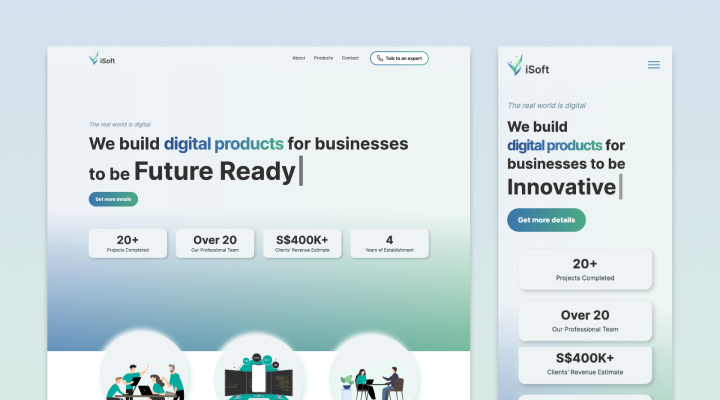 iSoft
About Products Contact Talk to an expert
The real world is digital
We build digital products for businesses
to be Future Ready
Get more details
20+
Projects Completed
Over 20
Our Professional Team
S$400K+
Clients' Revenue Estimate
4
Years of Establishment
iSoft
The real world is digital
We build
digital products for
businesses to be
Innovative
Get more details
20+
Projects Completed
Over 20
Our Professional Team
S$400K+
Clients' Revenue Estimate